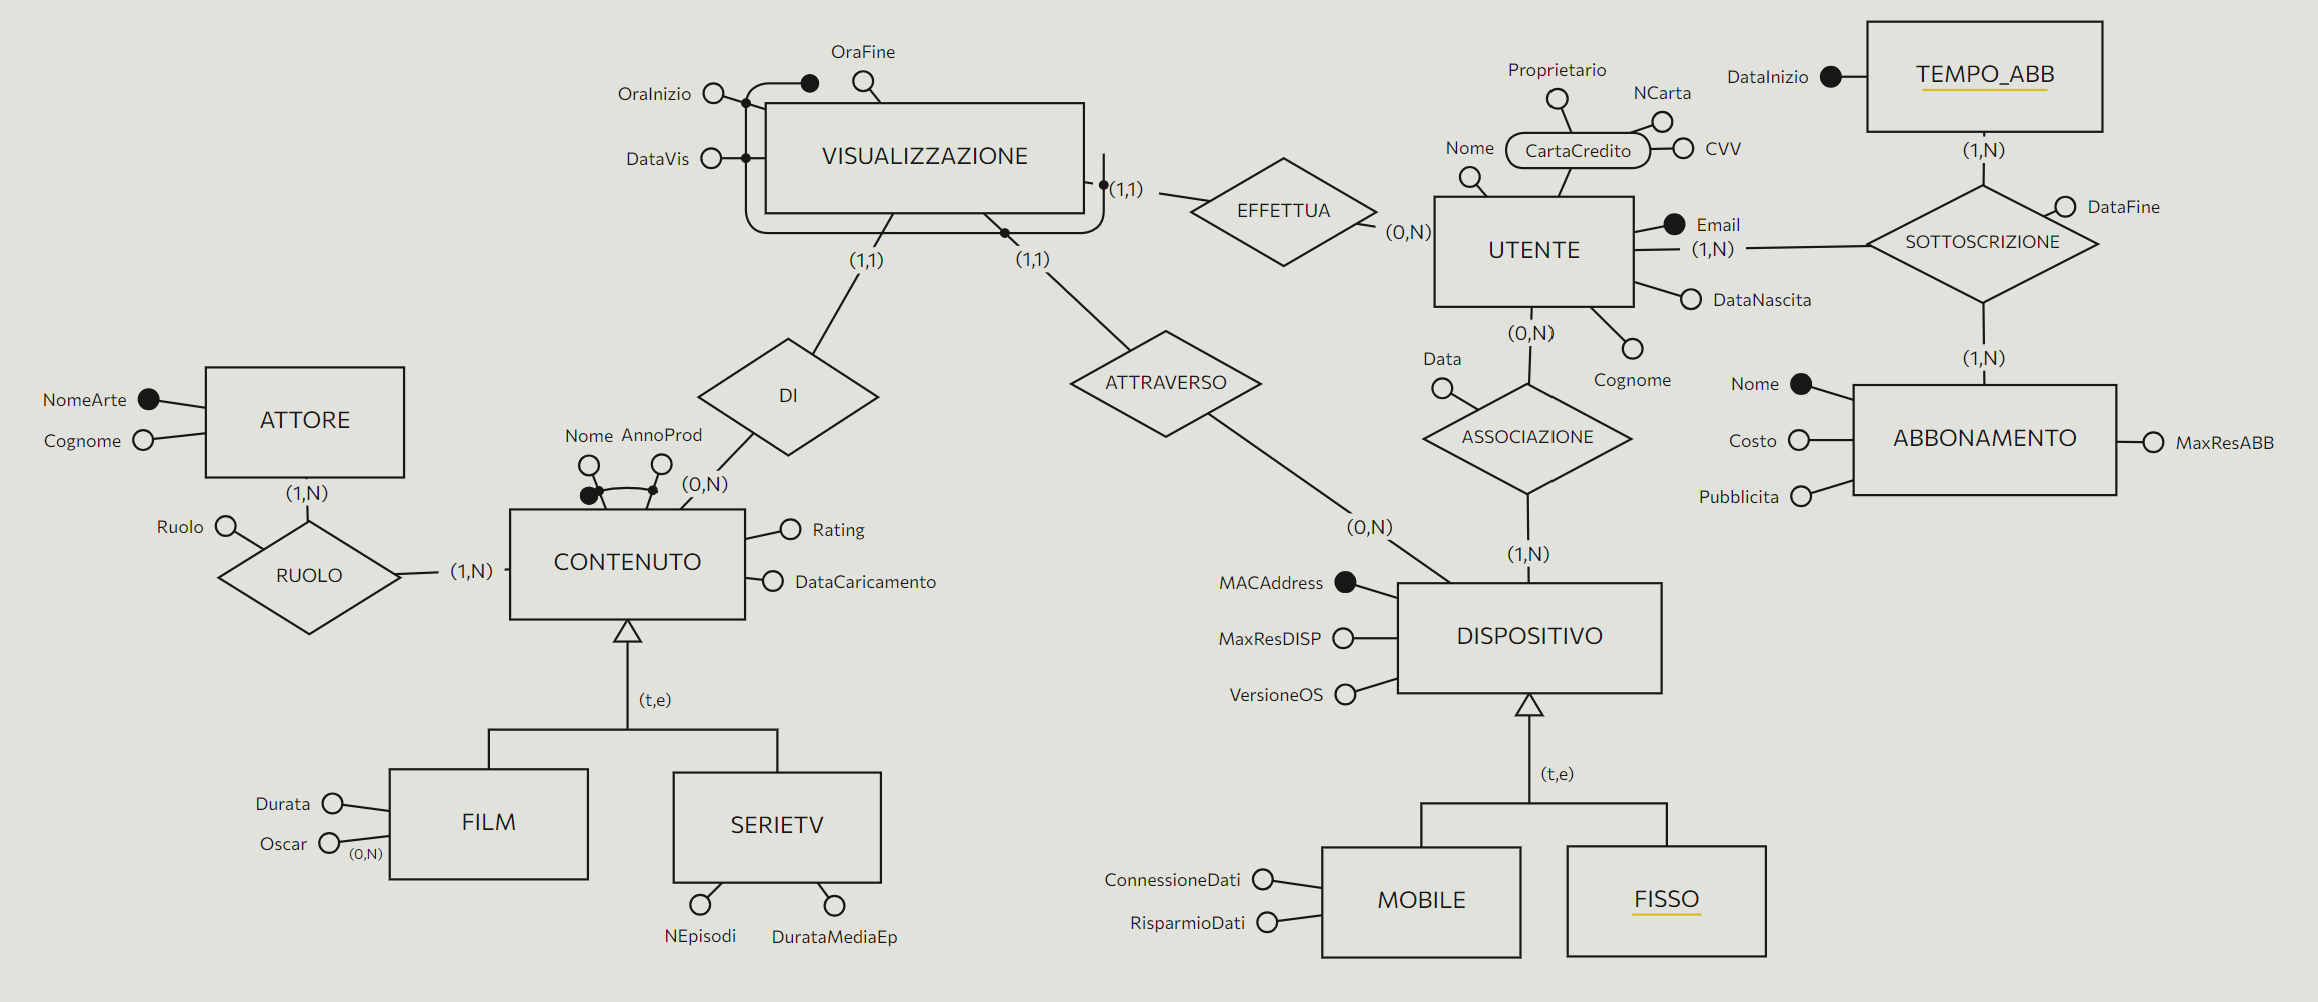 OraFine
OraInizio
DataVis
VISUALIZZAZIONE
(1,1)
(1,1)
(1,1)
EFFETTUA
(0,N)
Proprietario
NCarta
CartaCredito
CVV
Nome
UTENTE
Email
(1,N)
DataNascita
Cognome
(0,N)
DataInizio
TEMPO_ABB
(1,N)
SOTTOSCRIZIONE
DataFine
(1,N)
Nome
Costo
Pubblicita
ABBONAMENTO
MaxResABB
Data
ASSOCIAZIONE
(1,N)
ATTRAVERSO
(0,N)
DI
(0,N)
NomeArte
Cognome
ATTORE
(1,N)
Ruolo
RUOLO
(1,N)
Nome
AnnoProd
CONTENUTO
Rating
DataCaricamento
(t,e)
Durata
Oscar
(0,N)
FILM
SERIETV
NEpisodi
DurataMediaEp
MACAddress
MaxResDISP
VersioneOS
DISPOSITIVO
(t,e)
ConnessioneDati
RisparmioDati
MOBILE
FISSO